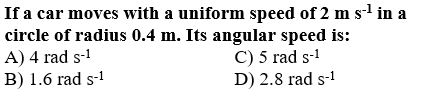 If a car moves with a uniform speed of 2 m s⁻¹ in a
circle of radius 0.4 m. Its angular speed is:
A) 4 rad s⁻¹ C) 5 rad s⁻¹
B) 1.6 rad s⁻¹ D) 2.8 rad s⁻¹